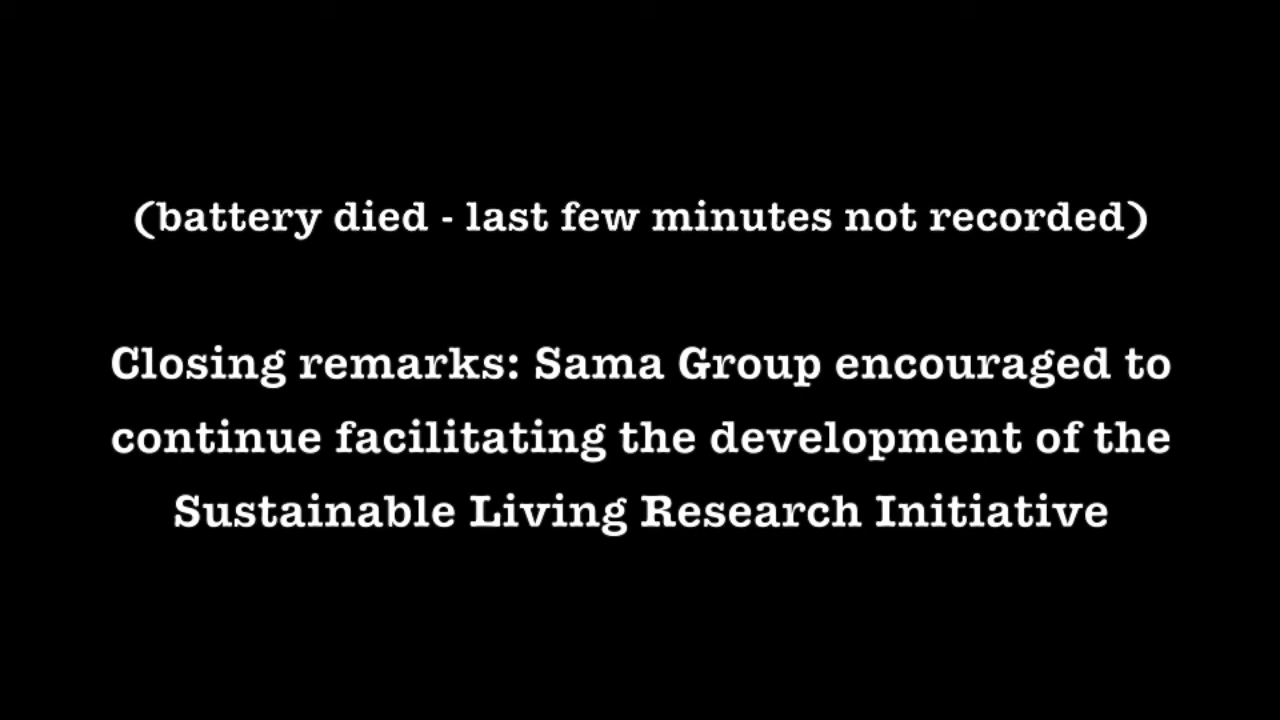 (battery died - last few minutes not recorded)
Closing remarks: Sama Group encouraged to
continue facilitating the development of the
Sustainable Living Research Initiative